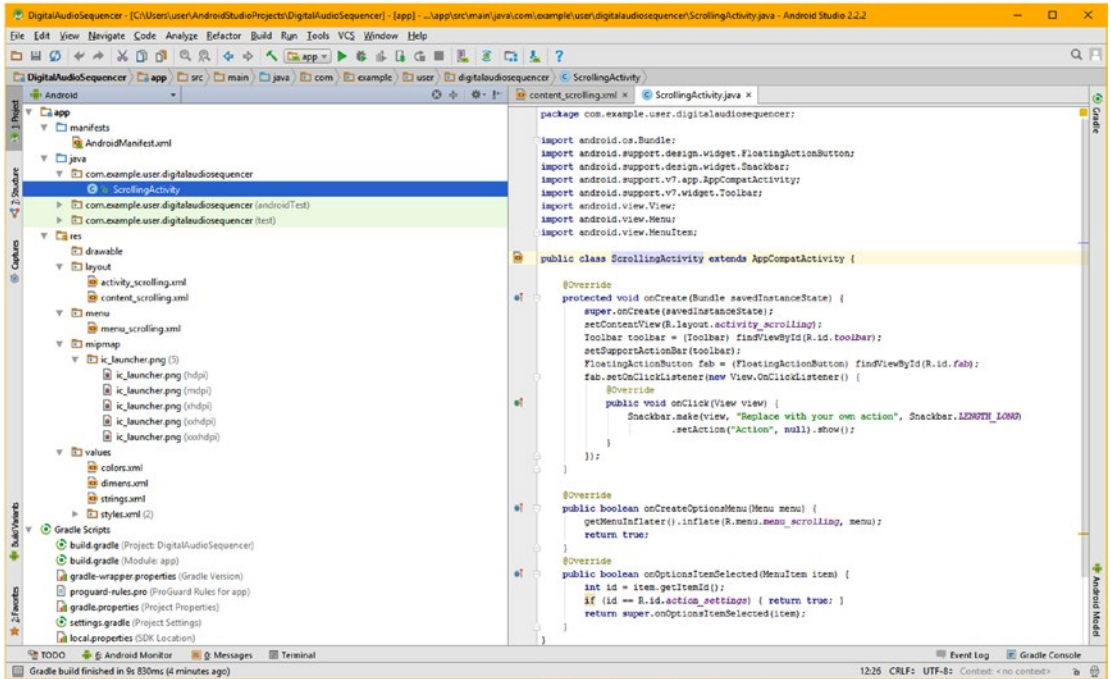 DigitalAudioSequencer - [C:\Users\user\AndroidStudioProjects\DigitalAudioSequencer] - [app] - ...\app\src\main\java\com\example\user\digitalaudiosequencer\ScrollingActivity.java - Android Studio 2.2.2
File Edit View Navigate Code Analyze Refactor Build Run Tools VCS Window Help
app
DigitalAudioSequencer app src main java com example user digitalaudiosequencer ScrollingActivity
Android
content_scrolling.xml ScrollingActivity.java
1: Project
2: Structure
Captures
Build Variants
2: Favorites
app
manifests
AndroidManifest.xml
java
com.example.user.digitalaudiosequencer
ScrollingActivity
com.example.user.digitalaudiosequencer (androidTest)
com.example.user.digitalaudiosequencer (test)
res
drawable
layout
activity_scrolling.xml
content_scrolling.xml
menu
menu_scrolling.xml
mipmap
ic_launcher.png (5)
ic_launcher.png (hdpi)
ic_launcher.png (mdpi)
ic_launcher.png (xhdpi)
ic_launcher.png (xxhdpi)
ic_launcher.png (xxxhdpi)
values
colors.xml
dimens.xml
strings.xml
styles.xml (2)
Gradle Scripts
build.gradle (Project: DigitalAudioSequencer)
build.gradle (Module: app)
gradle-wrapper.properties (Gradle Version)
proguard-rules.pro (ProGuard Rules for app)
gradle.properties (Project Properties)
settings.gradle (Project Settings)
local.properties (SDK Location)
package com.example.user.digitalaudiosequencer;
import android.os.Bundle;
import android.support.design.widget.FloatingActionButton;
import android.support.design.widget.Snackbar;
import android.support.v7.app.AppCompatActivity;
import android.support.v7.widget.Toolbar;
import android.view.View;
import android.view.Menu;
import android.view.MenuItem;
public class ScrollingActivity extends AppCompatActivity {
@Override
protected void onCreate(Bundle savedInstanceState) {
super.onCreate(savedInstanceState);
setContentView(R.layout.activity_scrolling);
Toolbar toolbar = (Toolbar) findViewById(R.id.toolbar);
setSupportActionBar(toolbar);
FloatingActionButton fab = (FloatingActionButton) findViewById(R.id.fab);
fab.setOnClickListener(new View.OnClickListener() {
@Override
public void onClick(View view) {
Snackbar.make(view, "Replace with your own action", Snackbar.LENGTH_LONG)
.setAction("Action", null).show();
}
});
}
@Override
public boolean onCreateOptionsMenu(Menu menu) {
getMenuInflater().inflate(R.menu.menu_scrolling, menu);
return true;
}
@Override
public boolean onOptionsItemSelected(MenuItem item) {
int id = item.getItemId();
if (id == R.id.action_settings) { return true; }
return super.onOptionsItemSelected(item);
}
}
Gradle
Android Model
TODO 6: Android Monitor 0: Messages Terminal Event Log Gradle Console
Gradle build finished in 9s 830ms (4 minutes ago) 12:26 CRLF÷ UTF-8÷ Context: <no context>